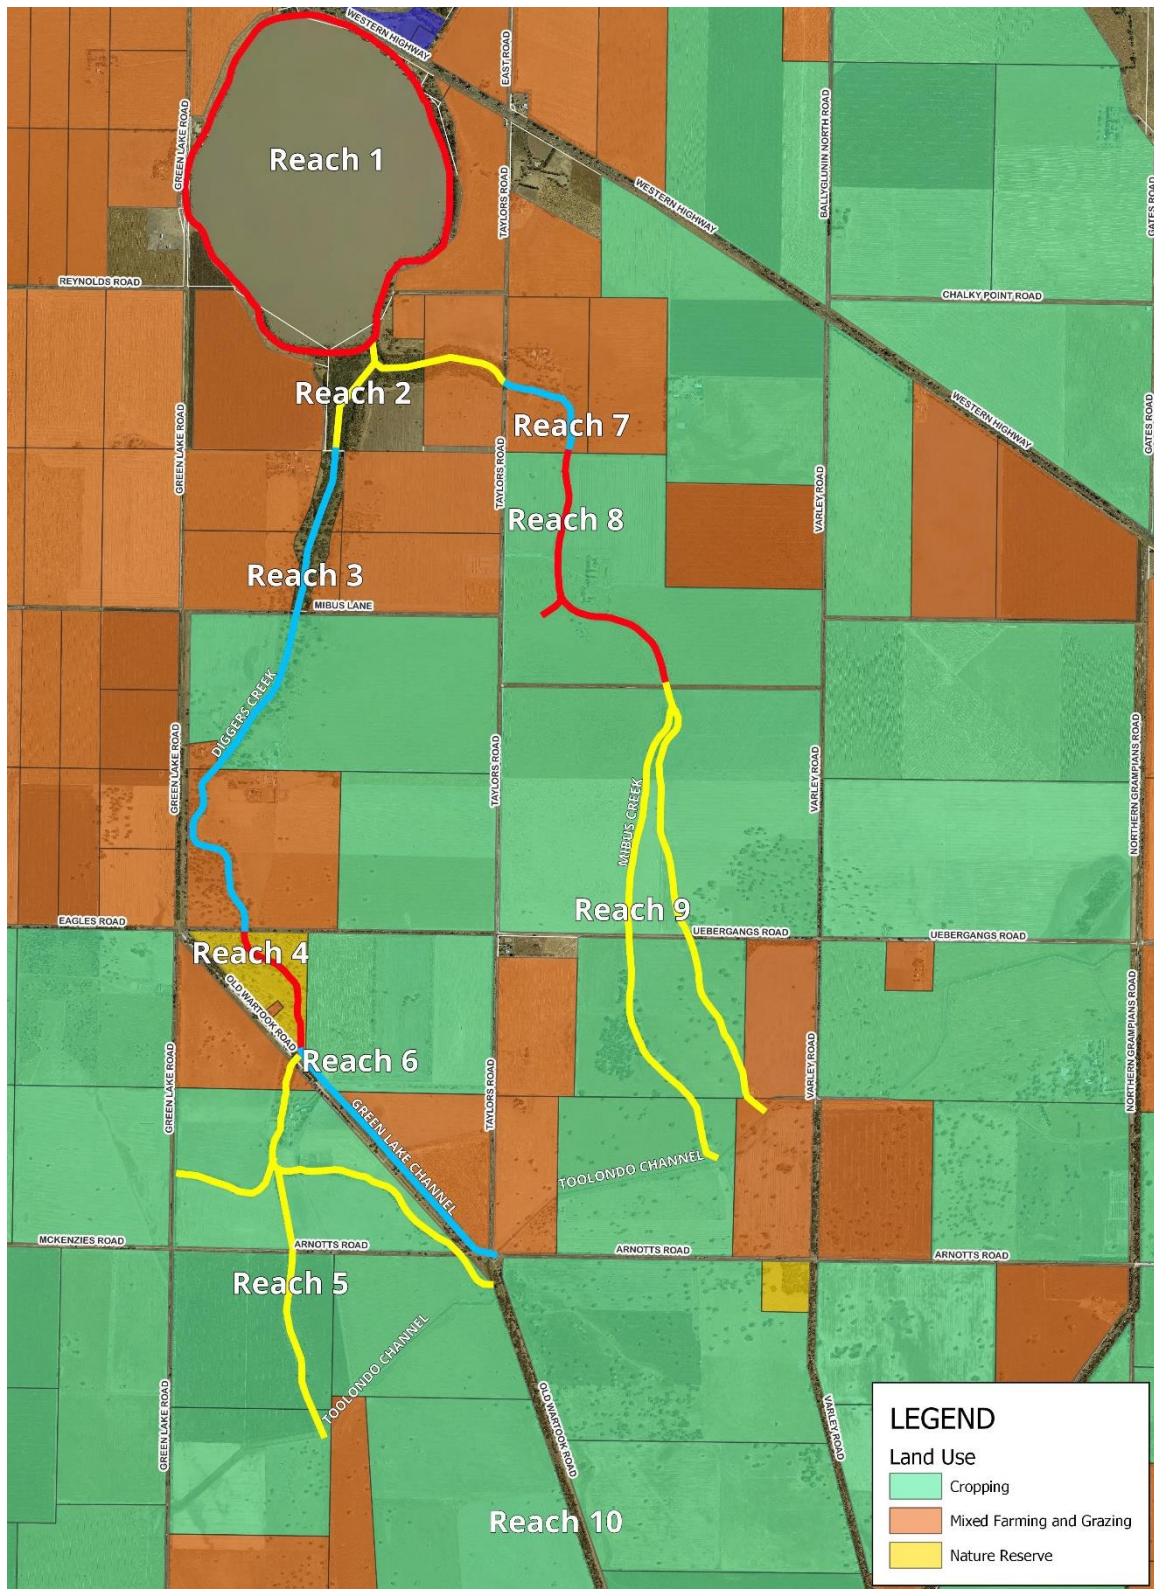 WESTERN HIGHWAY
EAST ROAD
GREEN LAKE ROAD
Reach 1
BALLYGLUNIN NORTH ROAD
TAYLORS ROAD
WESTERN HIGHWAY
GATES ROAD
REYNOLDS ROAD
CHALKY POINT ROAD
Reach 2
WESTERN HIGHWAY
GATES ROAD
Reach 7
GREEN LAKE ROAD
TAYLORS ROAD
VARLEY ROAD
Reach 8
Reach 3
MIBUS LANE
DIGGERS CREEK
GREEN LAKE ROAD
TAYLORS ROAD
MIBUS CREEK
VARLEY ROAD
NORTHERN GRAMPIANS ROAD
Reach 9
EAGLES ROAD
UEBERGANGS ROAD
UEBERGANGS ROAD
Reach 4
OLD WARTOOK ROAD
Reach 6
GREEN LAKE ROAD
TAYLORS ROAD
VARLEY ROAD
NORTHERN GRAMPIANS ROAD
GREEN LAKE CHANNEL
TOOLONDO CHANNEL
MCKENZIES ROAD
ARNOTTS ROAD
ARNOTTS ROAD
ARNOTTS ROAD
Reach 5
TOOLONDO CHANNEL
GREEN LAKE ROAD
OLD WARTOOK ROAD
VARLEY ROAD
Reach 10
LEGEND
Land Use
Cropping
Mixed Farming and Grazing
Nature Reserve